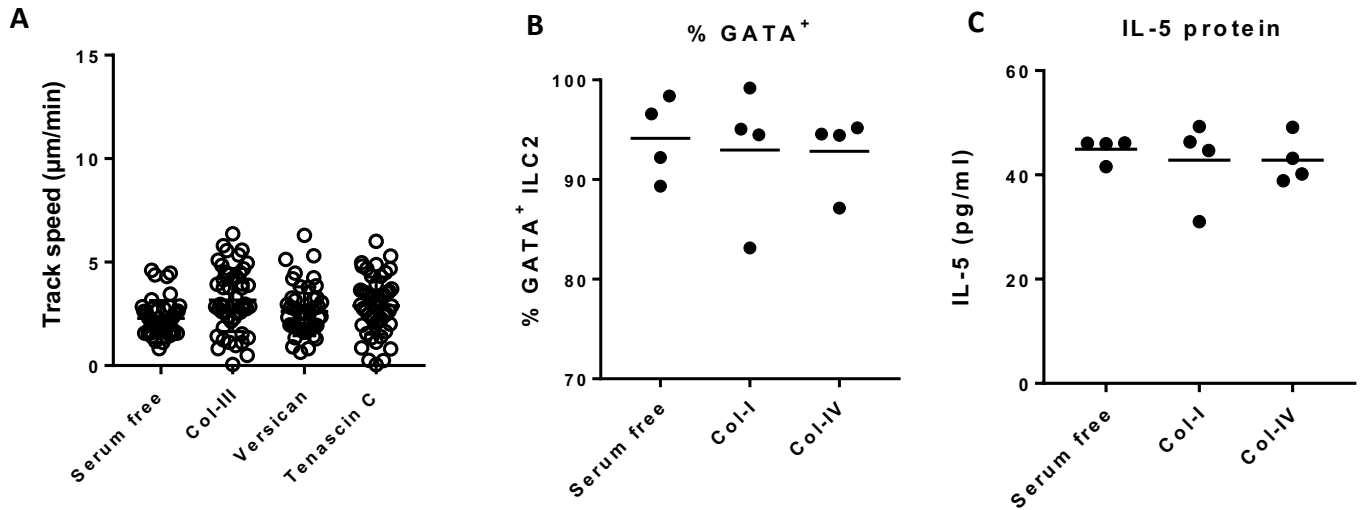 A
Track speed (µm/min)
15
10
5
0
Serum free
Col-III
Versican
Tenascin C
B
% GATA+
% GATA+ ILC2
100
90
80
70
Serum free
Col-I
Col-IV
C
IL-5 protein
IL-5 (pg/ml)
60
40
20
0
Serum free
Col-I
Col-IV